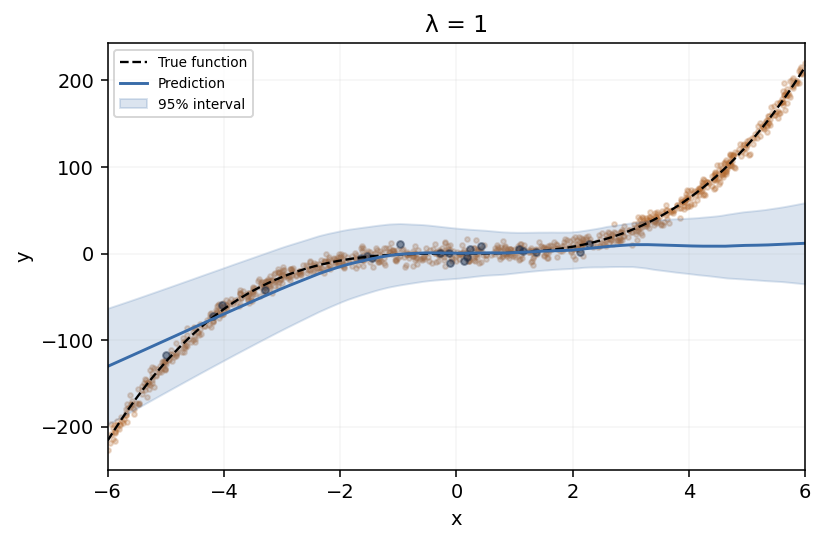 λ = 1
True function
Prediction
95% interval
200
100
0
−100
−200
y
−6
−4
−2
0
2
4
6
x